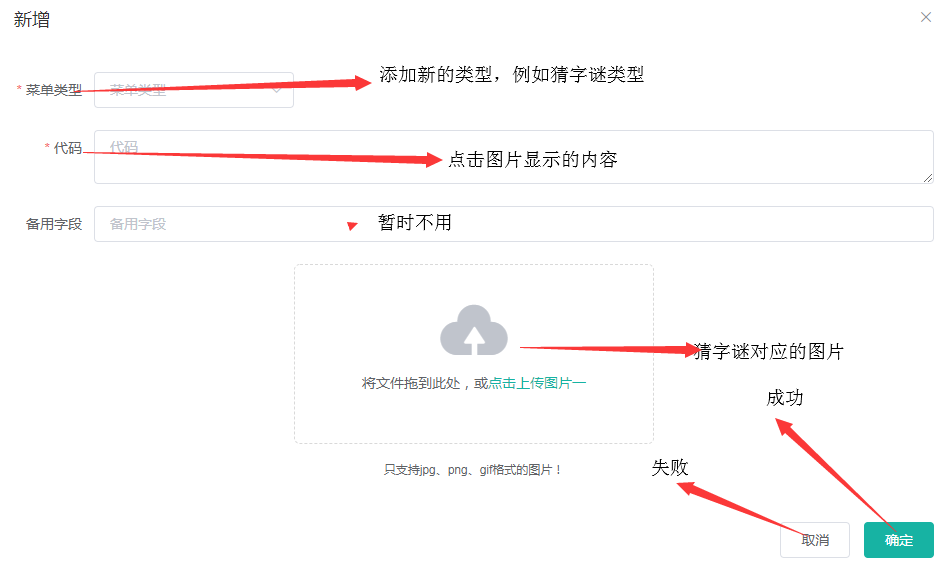 新增
添加新的类型，例如猜字谜类型
* 菜单类型 菜单类型
* 代码 代码
点击图片显示的内容
备用字段 备用字段 暂时不用
猜字谜对应的图片
将文件拖到此处，或点击上传图片一
成功
失败
只支持jpg、png、gif格式的图片！
取消 确定